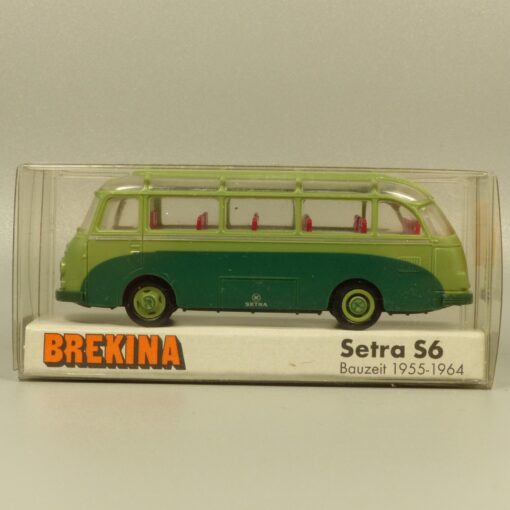 SETRA
BREKINA
Setra S6
Bauzeit 1955-1964